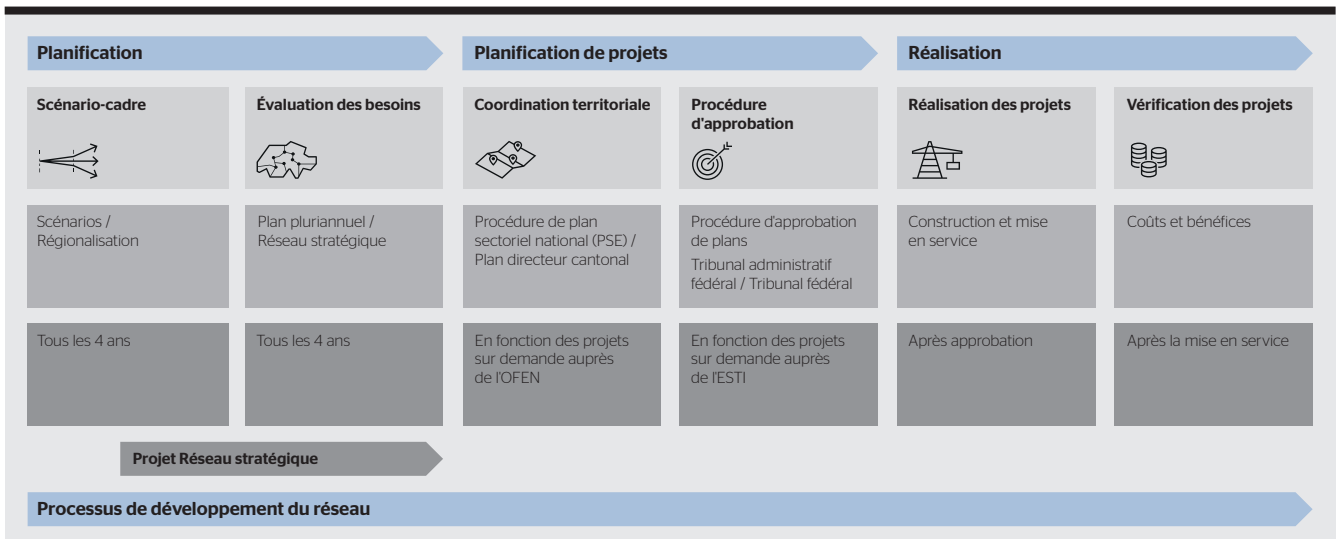 Planification
Planification de projets
Réalisation
Scénario-cadre
Évaluation des besoins
Coordination territoriale
Procédure
d'approbation
Réalisation des projets
Vérification des projets
Scénarios /
Régionalisation
Plan pluriannuel /
Réseau stratégique
Procédure de plan
sectoriel national (PSE) /
Plan directeur cantonal
Procédure d'approbation
de plans
Tribunal administratif
fédéral / Tribunal fédéral
Construction et mise
en service
Coûts et bénéfices
Tous les 4 ans
Tous les 4 ans
En fonction des projets
sur demande auprès
de l'OFEN
En fonction des projets
sur demande auprès
de l'ESTI
Après approbation
Après la mise en service
Projet Réseau stratégique
Processus de développement du réseau